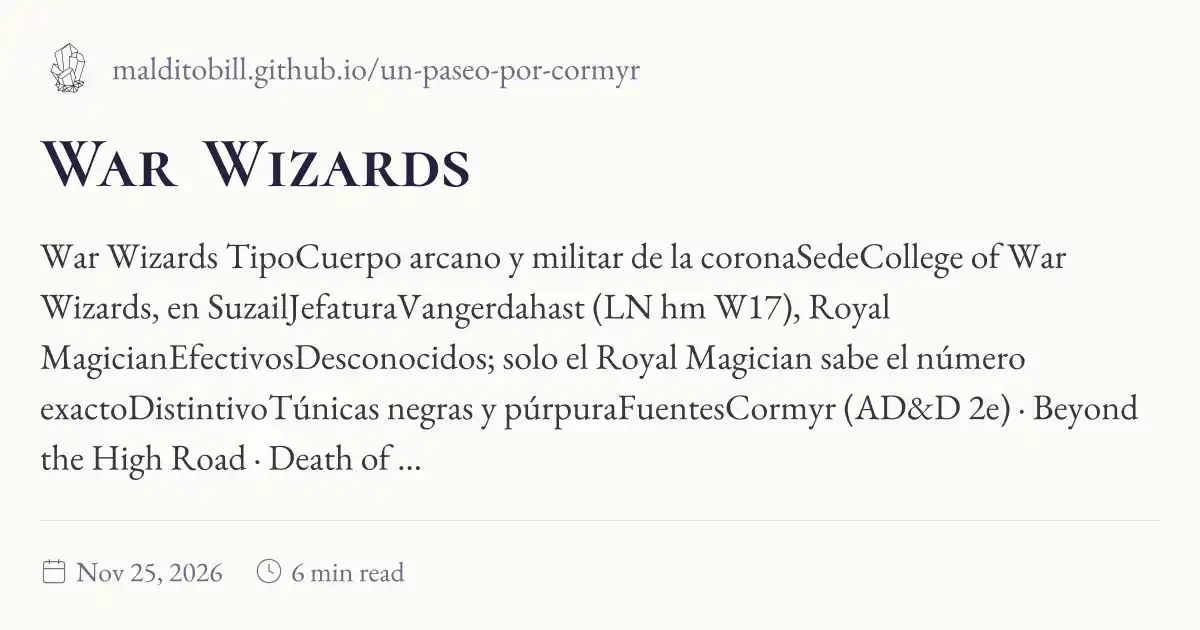 malditobill.github.io/un-paseo-por-cormyr
War Wizards
War Wizards TipoCuerpo arcano y militar de la coronaSedeCollege of War
Wizards, en SuzailJefaturaVangerdahast (LN hm W17), Royal
MagicianEfectivosDesconocidos; solo el Royal Magician sabe el número
exactoDistintivoTúnicas negras y púrpuraFuentesCormyr (AD&D 2e) · Beyond
the High Road · Death of ...
Nov 25, 2026 6 min read